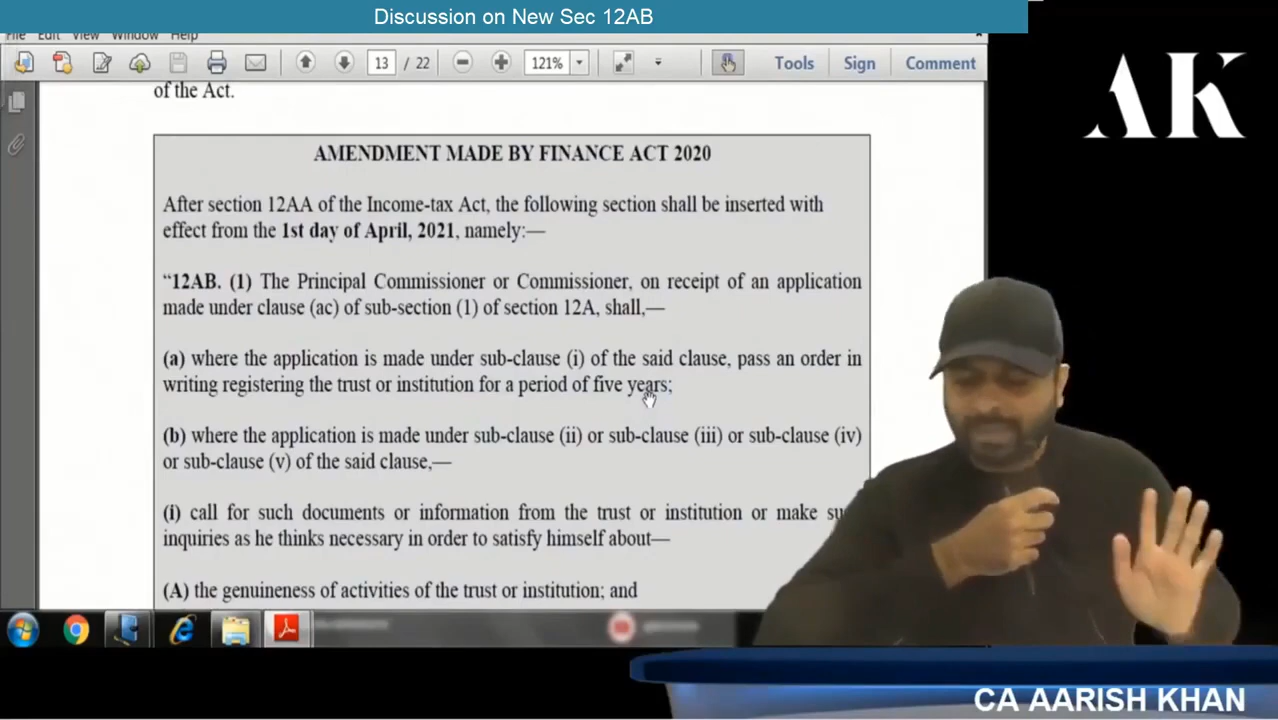 Discussion on New Sec 12AB
File Edit View Window Help
13 / 22 121% Tools Sign Comment
of the Act.
AK
AMENDMENT MADE BY FINANCE ACT 2020
After section 12AA of the Income-tax Act, the following section shall be inserted with
effect from the 1st day of April, 2021, namely:—
“12AB. (1) The Principal Commissioner or Commissioner, on receipt of an application
made under clause (ac) of sub-section (1) of section 12A, shall,—
(a) where the application is made under sub-clause (i) of the said clause, pass an order in
writing registering the trust or institution for a period of five years;
(b) where the application is made under sub-clause (ii) or sub-clause (iii) or sub-clause (iv)
or sub-clause (v) of the said clause,—
(i) call for such documents or information from the trust or institution or make su
inquiries as he thinks necessary in order to satisfy himself about—
(A) the genuineness of activities of the trust or institution; and
CA AARISH KHAN